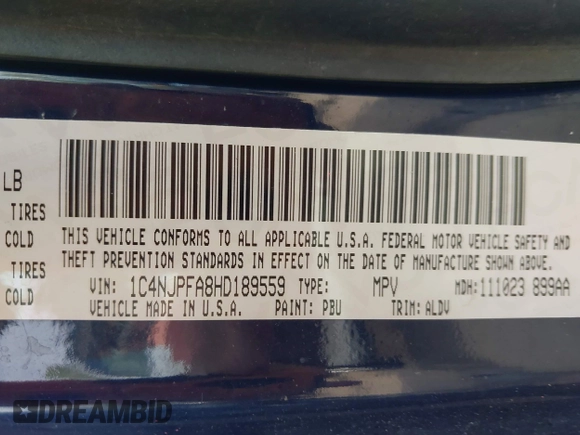 LB
TIRES
COLD THIS VEHICLE CONFORMS TO ALL APPLICABLE U.S.A. FEDERAL MOTOR VEHICLE SAFETY AND
TIRES THEFT PREVENTION STANDARDS IN EFFECT ON THE DATE OF MANUFACTURE SHOWN ABOVE.
COLD VIN: 1C4NJPFA8HD189559 TYPE: MPV MDH: 111023 899AA
VEHICLE MADE IN U.S.A. PAINT: PBU TRIM: ALDV
DREAMBID